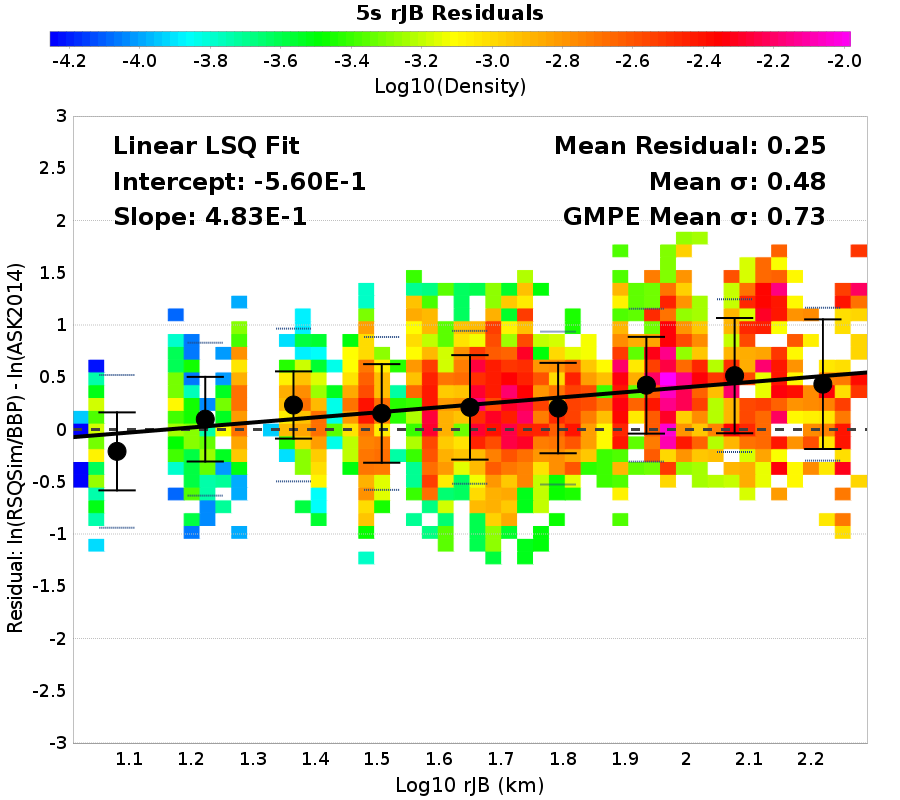 5s rJB Residuals
-4.2 -4.0 -3.8 -3.6 -3.4 -3.2 -3.0 -2.8 -2.6 -2.4 -2.2 -2.0
Log10(Density)
Linear LSQ Fit
Intercept: -5.60E-1
Slope: 4.83E-1
Mean Residual: 0.25
Mean σ: 0.48
GMPE Mean σ: 0.73
Residual: ln(RSQSim/BBP) - ln(ASK2014)
3
2.5
2
1.5
1
0.5
0
-0.5
-1
-1.5
-2
-2.5
-3
1.1 1.2 1.3 1.4 1.5 1.6 1.7 1.8 1.9 2 2.1 2.2
Log10 rJB (km)